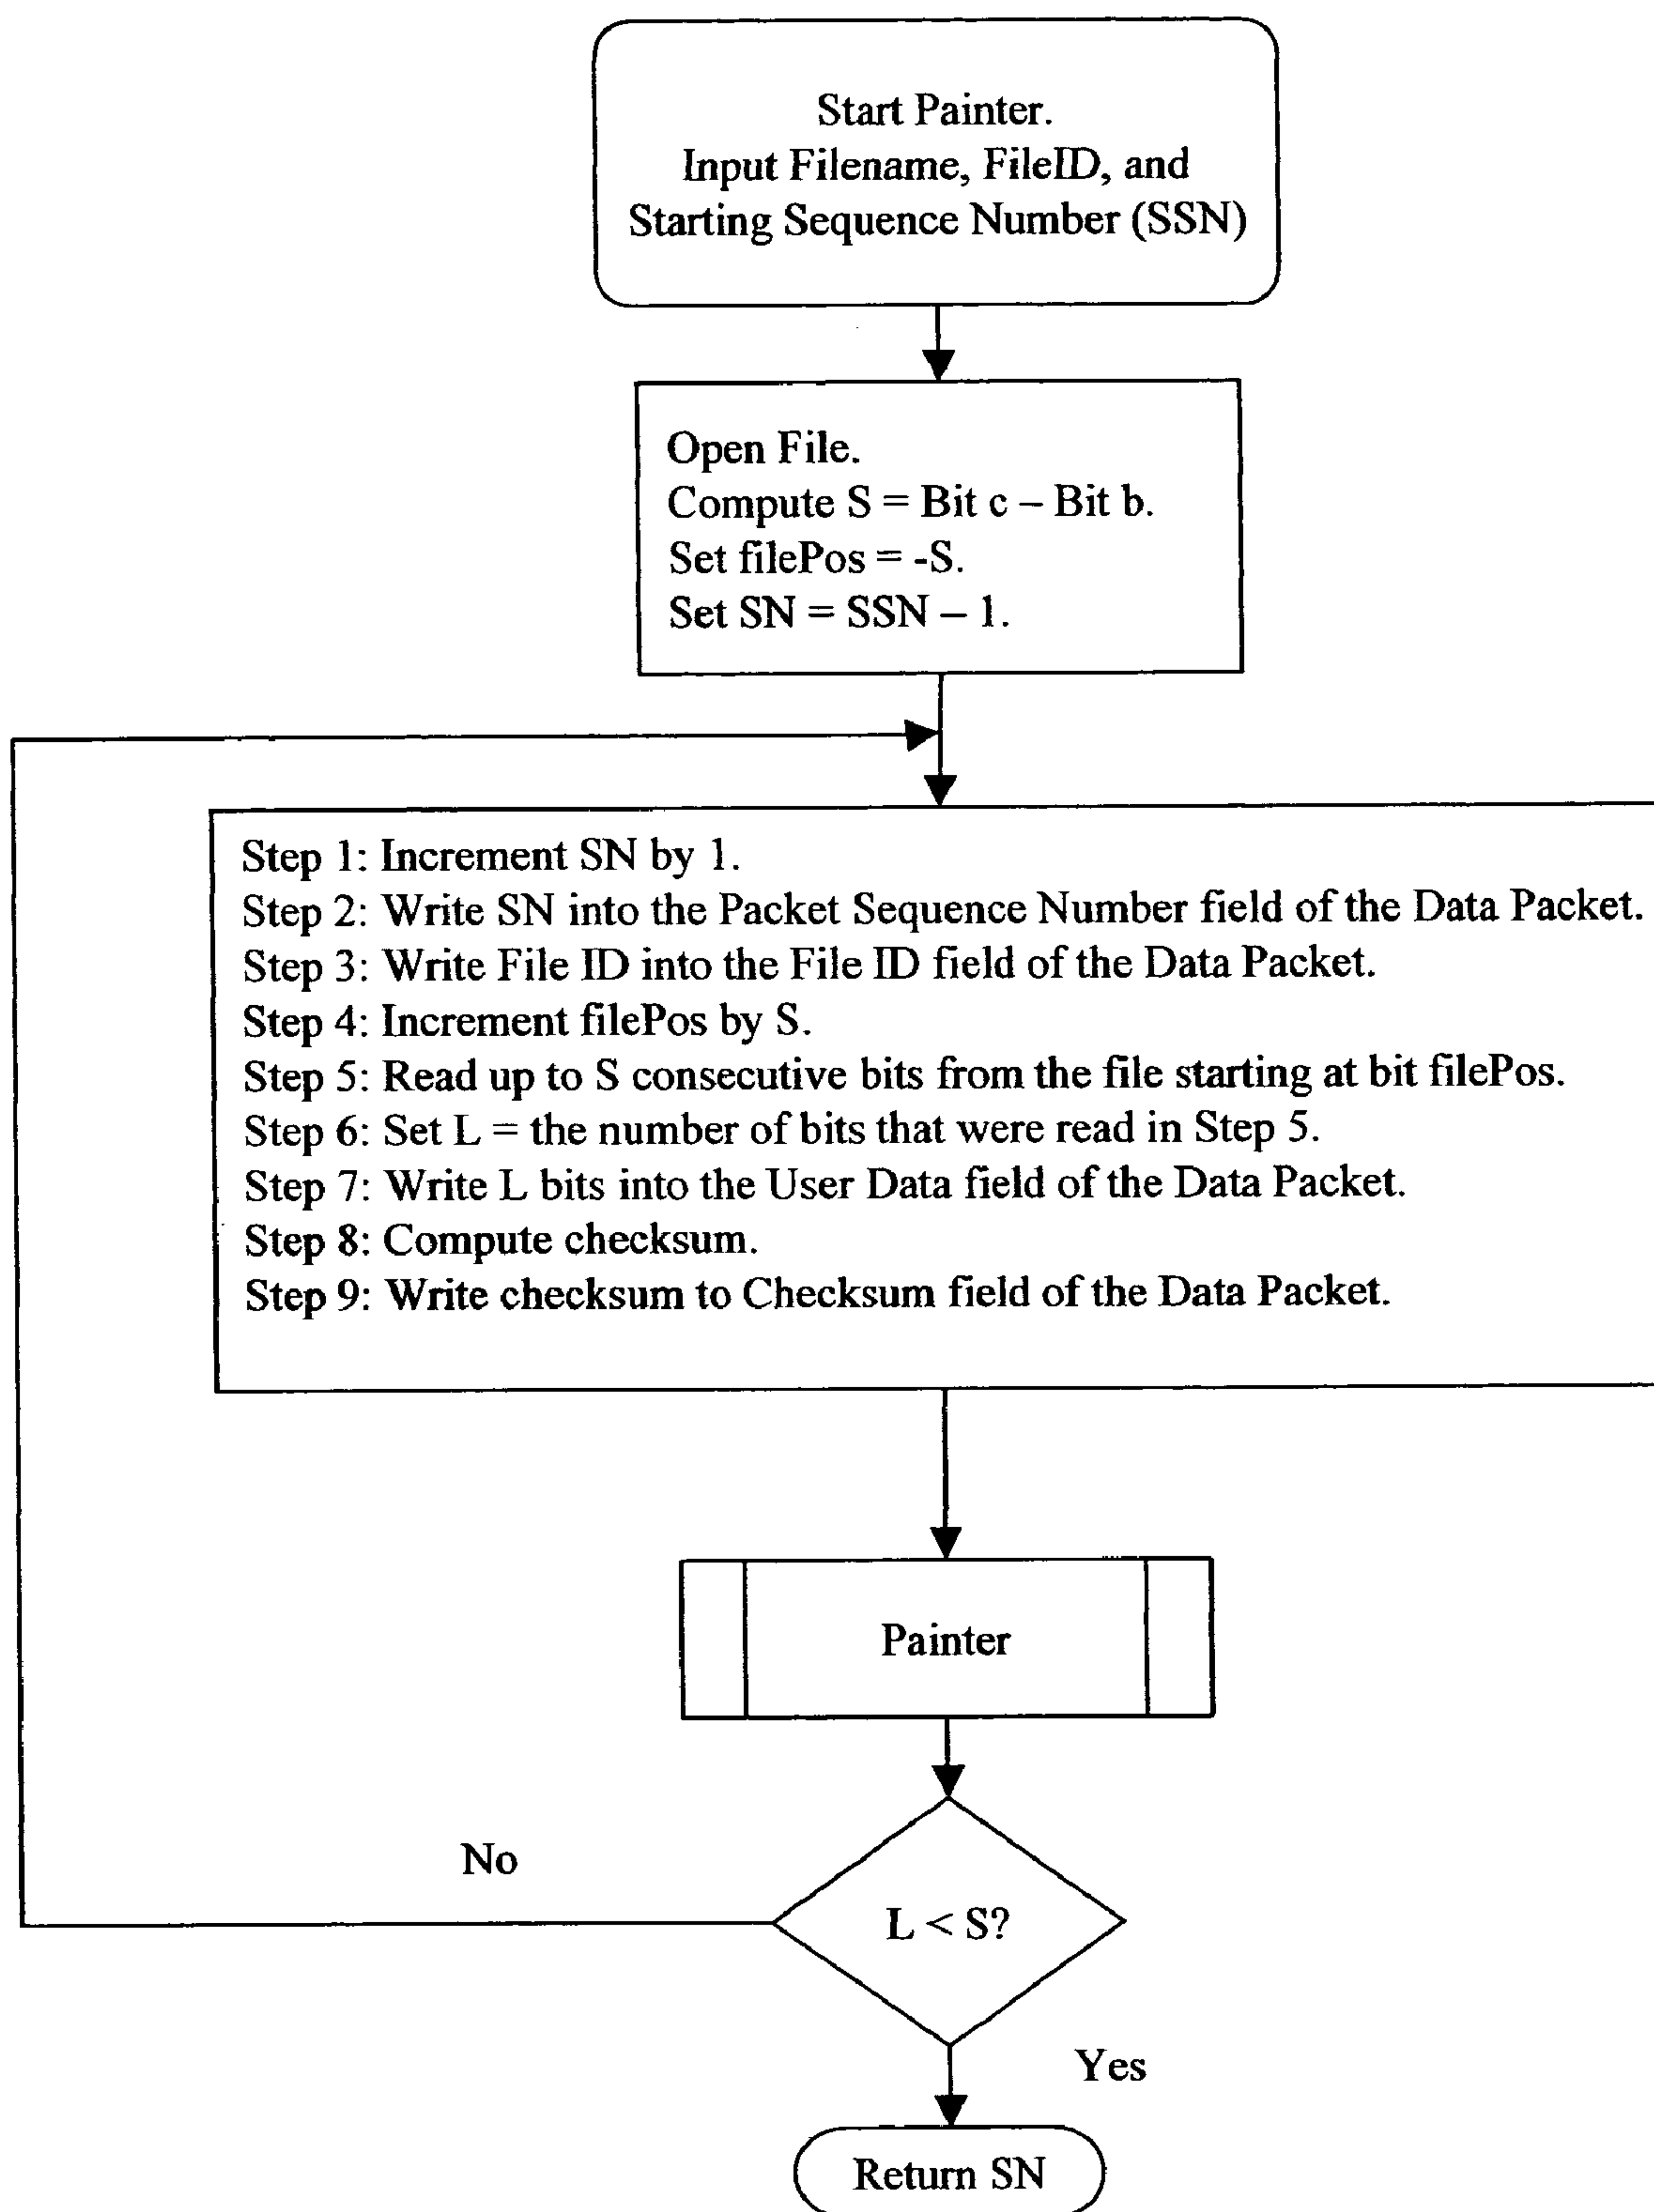 Start Painter.
Input Filename, FileID, and
Starting Sequence Number (SSN)
Open File.
Compute S = Bit c – Bit b.
Set filePos = -S.
Set SN = SSN – 1.
Step 1: Increment SN by 1.
Step 2: Write SN into the Packet Sequence Number field of the Data Packet.
Step 3: Write File ID into the File ID field of the Data Packet.
Step 4: Increment filePos by S.
Step 5: Read up to S consecutive bits from the file starting at bit filePos.
Step 6: Set L = the number of bits that were read in Step 5.
Step 7: Write L bits into the User Data field of the Data Packet.
Step 8: Compute checksum.
Step 9: Write checksum to Checksum field of the Data Packet.
Painter
No
L < S?
Yes
Return SN